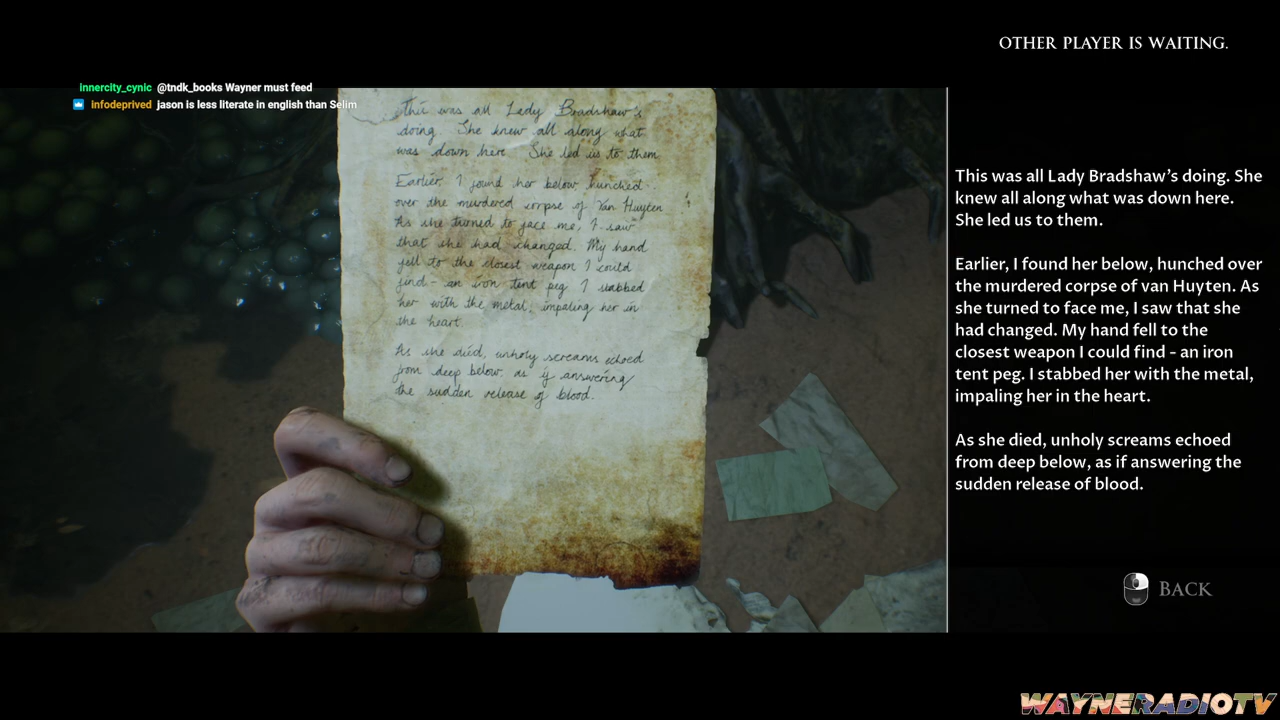 OTHER PLAYER IS WAITING.
innercity_cynic @tndk_books Wayner must feed
infodeprived jason is less literate in english than Selim
This was all Lady Bradshaw's
doing. She knew all along what
was down here. She led us to them
Earlier, I found her below, hunched
over the murdered corpse of Van Huyten
As she turned to face me, I saw
that she had changed. My hand
fell to the closest weapon I could
find - an iron tent peg. I stabbed
her with the metal, impaling her in
the heart.
As she died, unholy screams echoed
from deep below, as if answering
the sudden release of blood.
This was all Lady Bradshaw's doing. She
knew all along what was down here.
She led us to them.
Earlier, I found her below, hunched over
the murdered corpse of van Huyten. As
she turned to face me, I saw that she
had changed. My hand fell to the
closest weapon I could find - an iron
tent peg. I stabbed her with the metal,
impaling her in the heart.
As she died, unholy screams echoed
from deep below, as if answering the
sudden release of blood.
BACK
WAYNERADIOTV